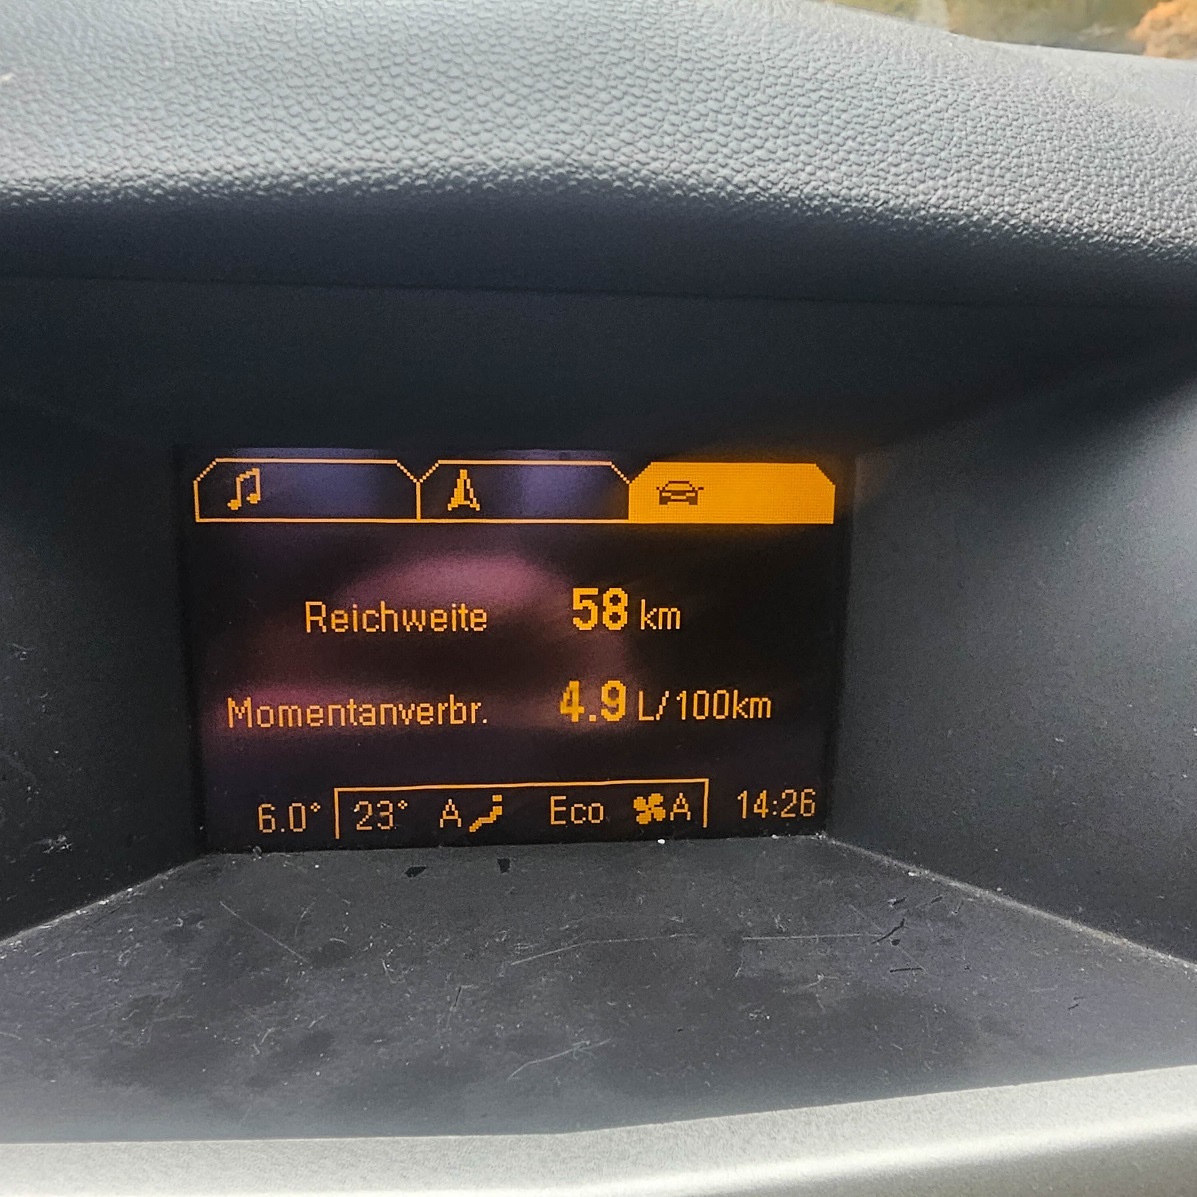 Reichweite 58 km
Momentanverbr. 4.9 L/100km
6.0° 23° A Eco A 14:26